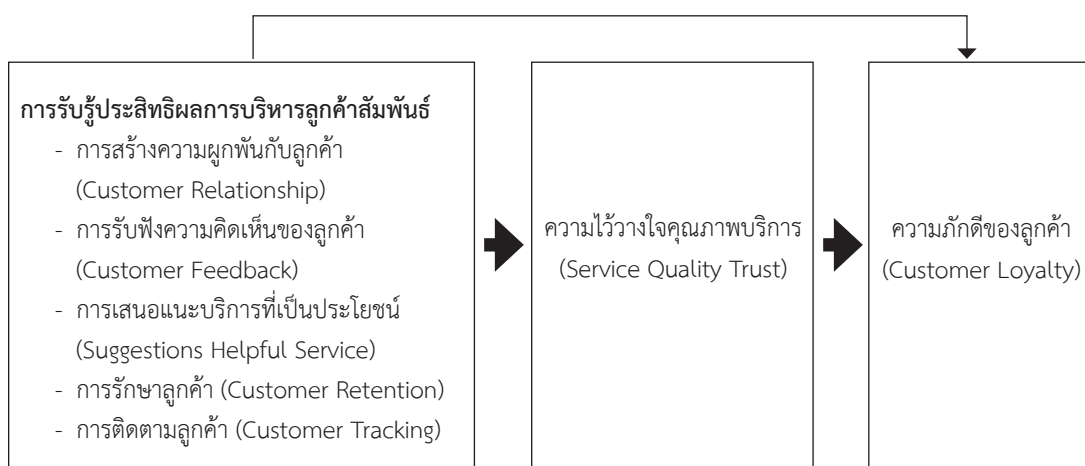 การรับรู้ประสิทธิผลการบริหารลูกค้าสัมพันธ์
- การสร้างความผูกพันกับลูกค้า
(Customer Relationship)
- การรับฟังความคิดเห็นของลูกค้า
(Customer Feedback)
- การเสนอแนะบริการที่เป็นประโยชน์
(Suggestions Helpful Service)
- การรักษาลูกค้า (Customer Retention)
- การติดตามลูกค้า (Customer Tracking)
ความไว้วางใจคุณภาพบริการ
(Service Quality Trust)
ความภักดีของลูกค้า
(Customer Loyalty)